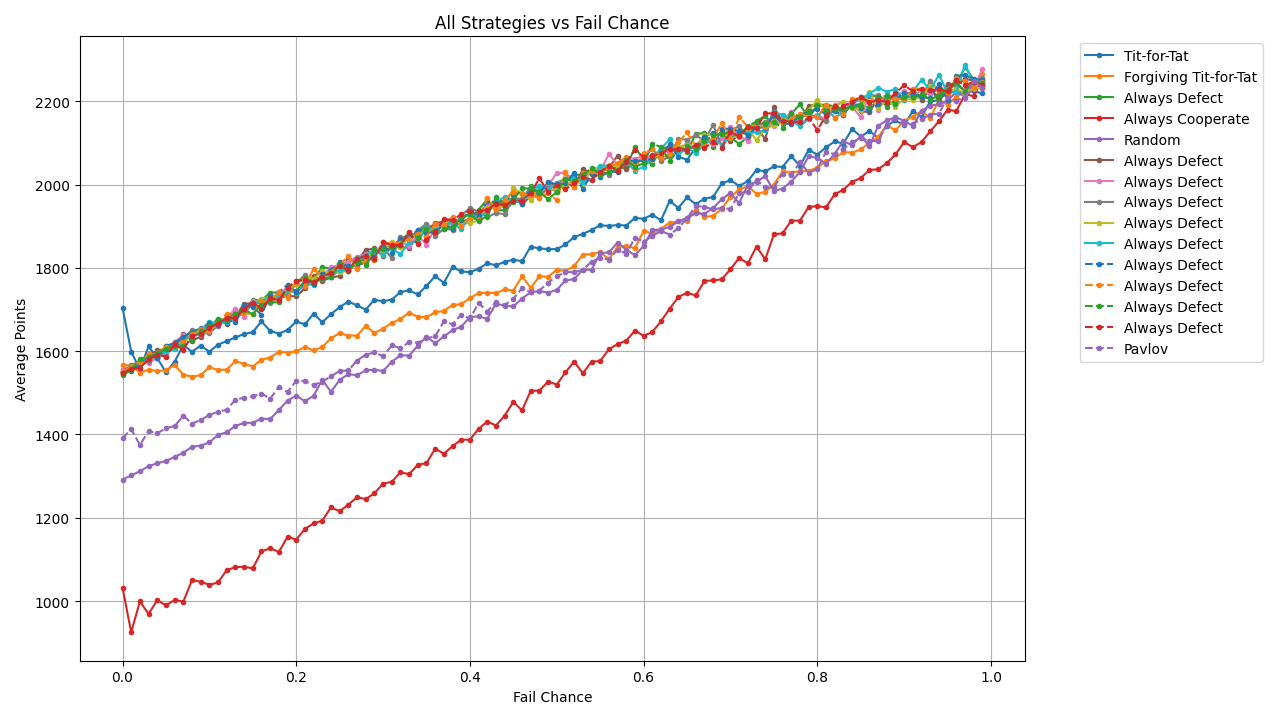 All Strategies vs Fail Chance
Average Points
2200
2000
1800
1600
1400
1200
1000
0.0
0.2
0.4
0.6
0.8
1.0
Fail Chance
Tit-for-Tat
Forgiving Tit-for-Tat
Always Defect
Always Cooperate
Random
Always Defect
Always Defect
Always Defect
Always Defect
Always Defect
Always Defect
Always Defect
Always Defect
Always Defect
Pavlov